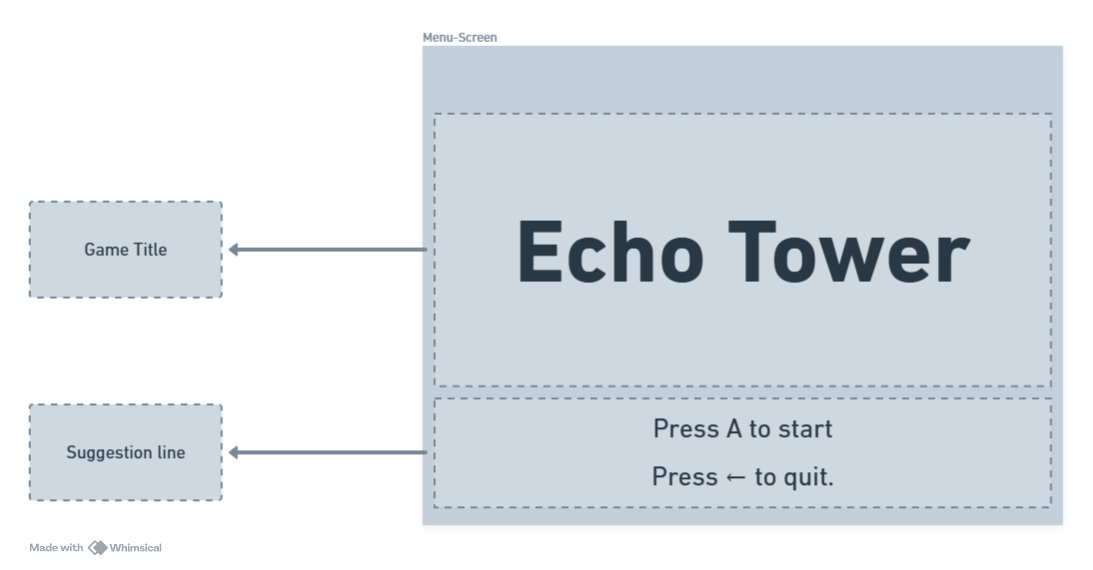 Menu-Screen
Game Title
Echo Tower
Suggestion line
Press A to start
Press ← to quit.
Made with Whimsical